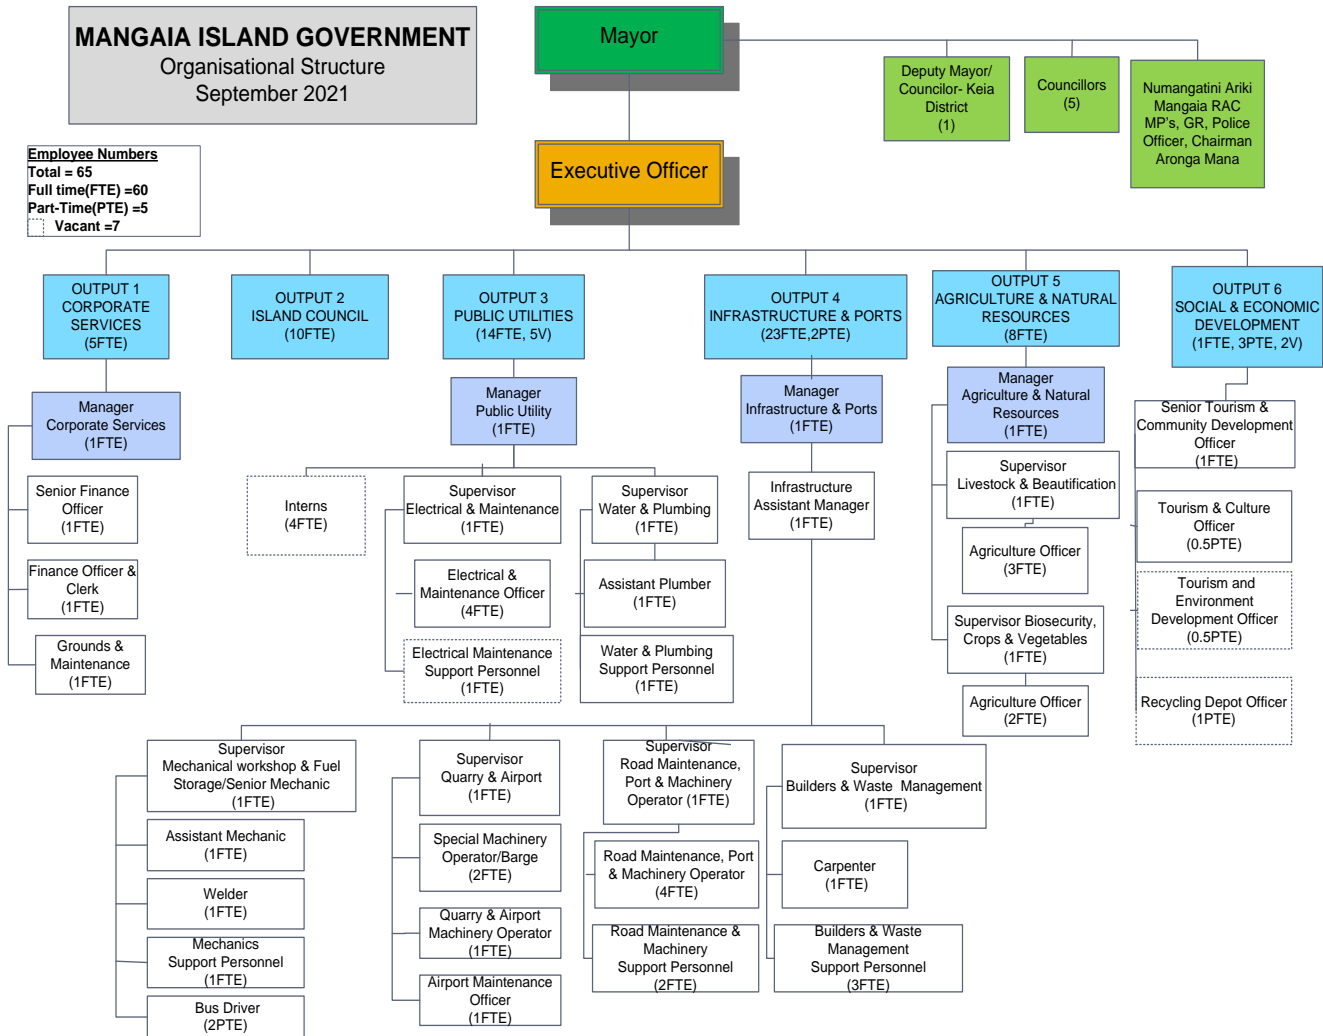 MANGAIA ISLAND GOVERNMENT
Organisational Structure
September 2021
Mayor
Deputy Mayor/
Councilor- Keia
District
(1)
Councillors
(5)
Numangatini Ariki
Mangaia RAC
MP's, GR, Police
Officer, Chairman
Aronga Mana
Executive Officer
Employee Numbers
Total = 65
Full time(FTE) =60
Part-Time(PTE) =5
Vacant =7
OUTPUT 1
CORPORATE
SERVICES
(5FTE)
OUTPUT 2
ISLAND COUNCIL
(10FTE)
OUTPUT 3
PUBLIC UTILITIES
(14FTE, 5V)
OUTPUT 4
INFRASTRUCTURE & PORTS
(23FTE,2PTE)
OUTPUT 5
AGRICULTURE & NATURAL
RESOURCES
(8FTE)
OUTPUT 6
SOCIAL & ECONOMIC
DEVELOPMENT
(1FTE, 3PTE, 2V)
Manager
Corporate Services
(1FTE)
Senior Finance
Officer
(1FTE)
Finance Officer &
Clerk
(1FTE)
Grounds &
Maintenance
(1FTE)
Manager
Public Utility
(1FTE)
Interns
(4FTE)
Supervisor
Electrical & Maintenance
(1FTE)
Electrical &
Maintenance Officer
(4FTE)
Electrical Maintenance
Support Personnel
(1FTE)
Supervisor
Water & Plumbing
(1FTE)
Assistant Plumber
(1FTE)
Water & Plumbing
Support Personnel
(1FTE)
Manager
Infrastructure & Ports
(1FTE)
Infrastructure
Assistant Manager
(1FTE)
Manager
Agriculture & Natural
Resources
(1FTE)
Supervisor
Livestock & Beautification
(1FTE)
Agriculture Officer
(3FTE)
Supervisor Biosecurity,
Crops & Vegetables
(1FTE)
Agriculture Officer
(2FTE)
Senior Tourism &
Community Development
Officer
(1FTE)
Tourism & Culture
Officer
(0.5PTE)
Tourism and
Environment
Development Officer
(0.5PTE)
Recycling Depot Officer
(1PTE)
Supervisor
Mechanical workshop & Fuel
Storage/Senior Mechanic
(1FTE)
Assistant Mechanic
(1FTE)
Welder
(1FTE)
Mechanics
Support Personnel
(1FTE)
Bus Driver
(2PTE)
Supervisor
Quarry & Airport
(1FTE)
Special Machinery
Operator/Barge
(2FTE)
Quarry & Airport
Machinery Operator
(1FTE)
Airport Maintenance
Officer
(1FTE)
Supervisor
Road Maintenance,
Port & Machinery
Operator (1FTE)
Road Maintenance, Port
& Machinery Operator
(4FTE)
Road Maintenance &
Machinery
Support Personnel
(2FTE)
Supervisor
Builders & Waste Management
(1FTE)
Carpenter
(1FTE)
Builders & Waste
Management
Support Personnel
(3FTE)